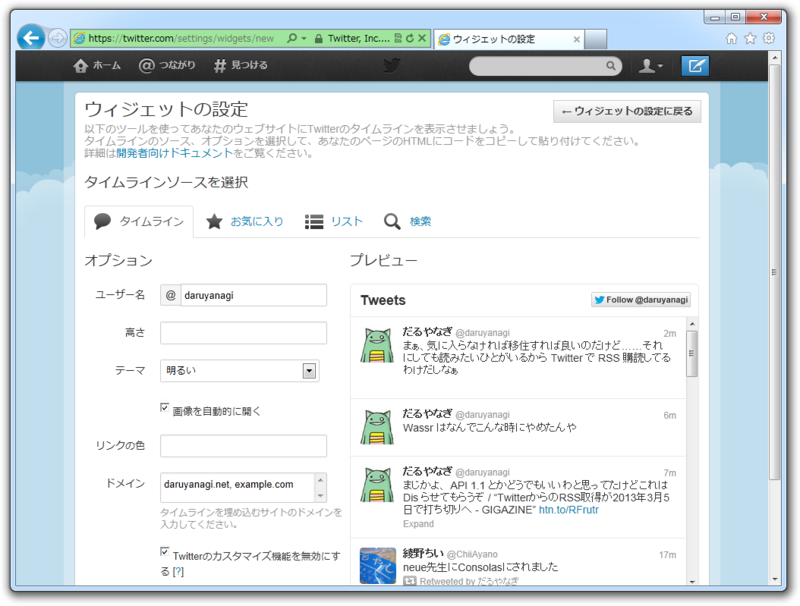 https://twitter.com/settings/widgets/new
Twitter, Inc....
ウィジェットの設定
ホーム
@ つながり
# 見つける
ウィジェットの設定
←ウィジェットの設定に戻る
以下のツールを使ってあなたのウェブサイトにTwitterのタイムラインを表示させましょう。
タイムラインのソース、オプションを選択して、あなたのページのHTMLにコードをコピーして貼り付けてください。
詳細は開発者向けドキュメントをご覧ください。
タイムラインソースを選択
タイムライン
お気に入り
リスト
検索
オプション
ユーザー名
@ daruyanagi
高さ
テーマ
明るい
画像を自動的に開く
リンクの色
ドメイン
daruyanagi.net, example.com
タイムラインを埋め込むサイトのドメインを
入力してください。
Twitterのカスタマイズ機能を無効にす
る [?]
プレビュー
Tweets
Follow @daruyanagi
だるやなぎ @daruyanagi 2m
まぁ、気に入らなければ移住すれば良いのだけど……それ
にしても読みたいひとがいるから Twitter で RSS 購読してる
わけだしなぁ
だるやなぎ @daruyanagi 6m
Wassr はなんでこんな時にやめたんや
だるやなぎ @daruyanagi 7m
まじかよ、API 1.1 とかどうでもいいわと思ってたけどこれは
Dis らせてもらうぞ / “TwitterからのRSS取得が2013年3月5
日で打ち切りへ - GIGAZINE” htn.to/RFrutr
Expand
綾野ちい @ChiiAyano 17m
neue先生にConsolasにされました
Retweeted by だるやなぎ